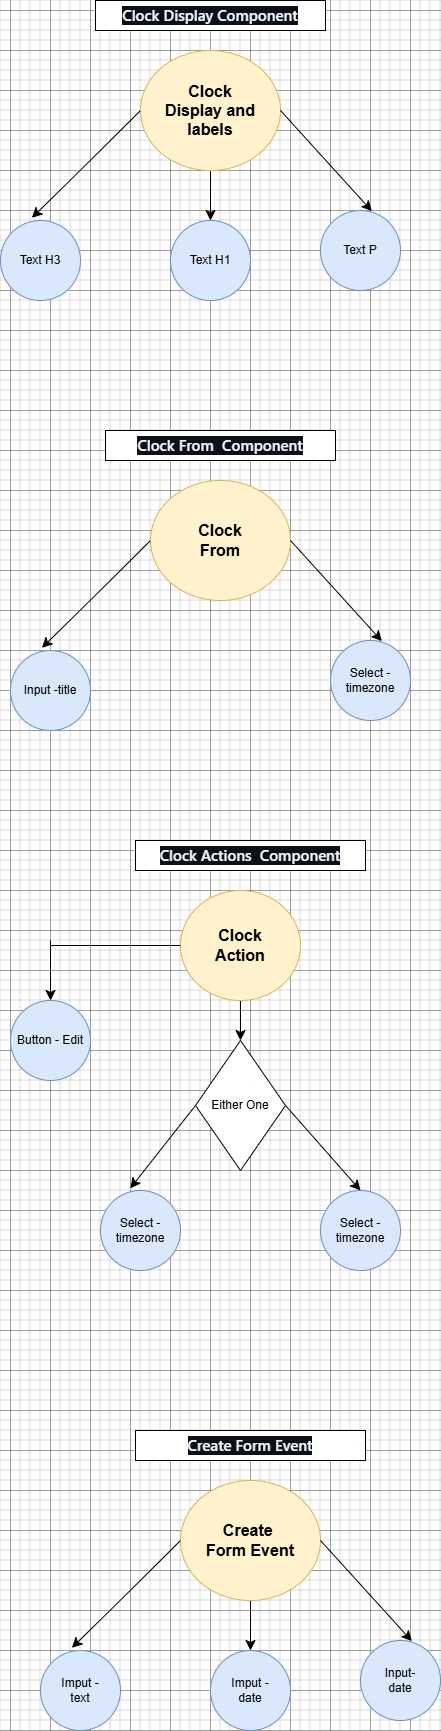 Clock Display Component
Clock
Display and
labels
Text H3
Text H1
Text P
Clock From  Component
Clock
From
Input -title
Select -
timezone
Clock Actions  Component
Clock
Action
Button - Edit
Either One
Select -
timezone
Select -
timezone
Create Form Event
Create
Form Event
Imput -
text
Imput -
date
Input-
date